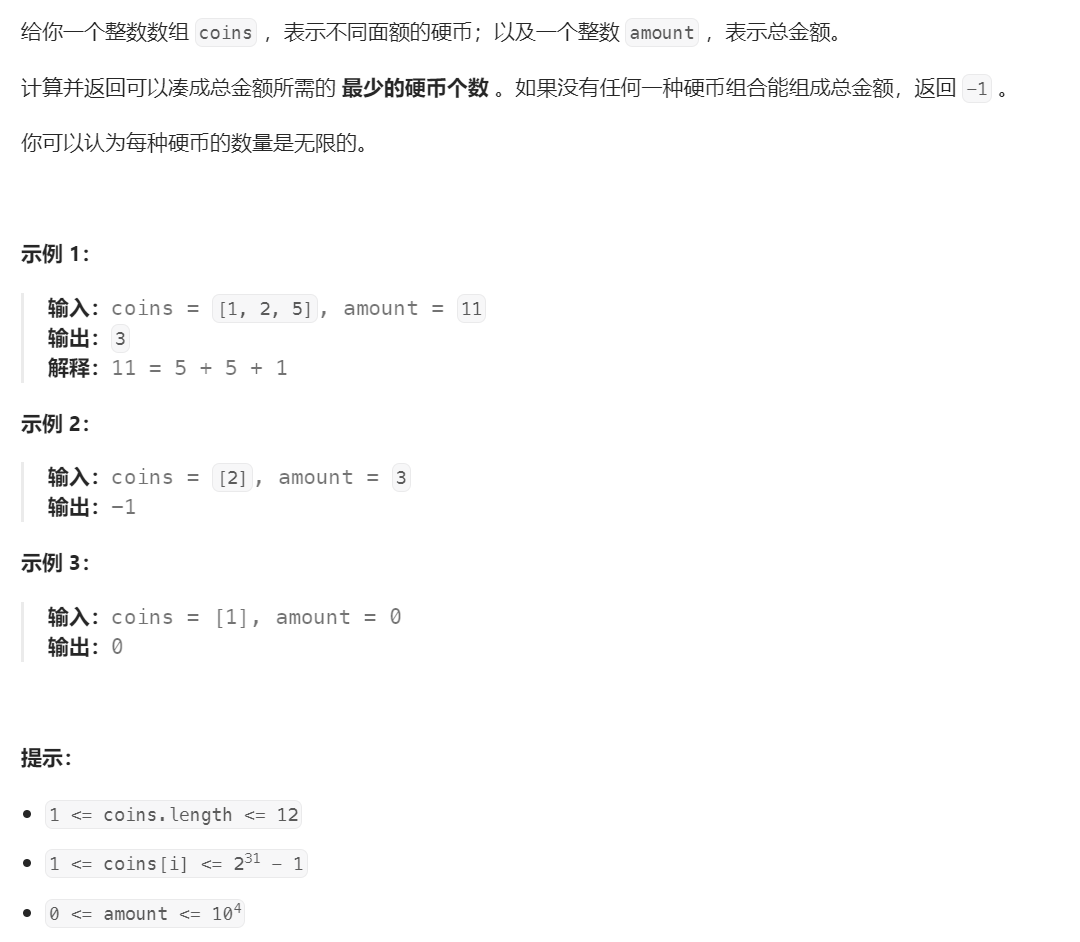 给你一个整数数组 coins ，表示不同面额的硬币；以及一个整数 amount ，表示总金额。
计算并返回可以凑成总金额所需的 最少的硬币个数 。如果没有任何一种硬币组合能组成总金额，返回 -1 。
你可以认为每种硬币的数量是无限的。
示例 1：
输入：coins = [1, 2, 5], amount = 11
输出：3
解释：11 = 5 + 5 + 1
示例 2：
输入：coins = [2], amount = 3
输出：-1
示例 3：
输入：coins = [1], amount = 0
输出：0
提示：
• 1 <= coins.length <= 12
• 1 <= coins[i] <= 2³¹ - 1
• 0 <= amount <= 10⁴